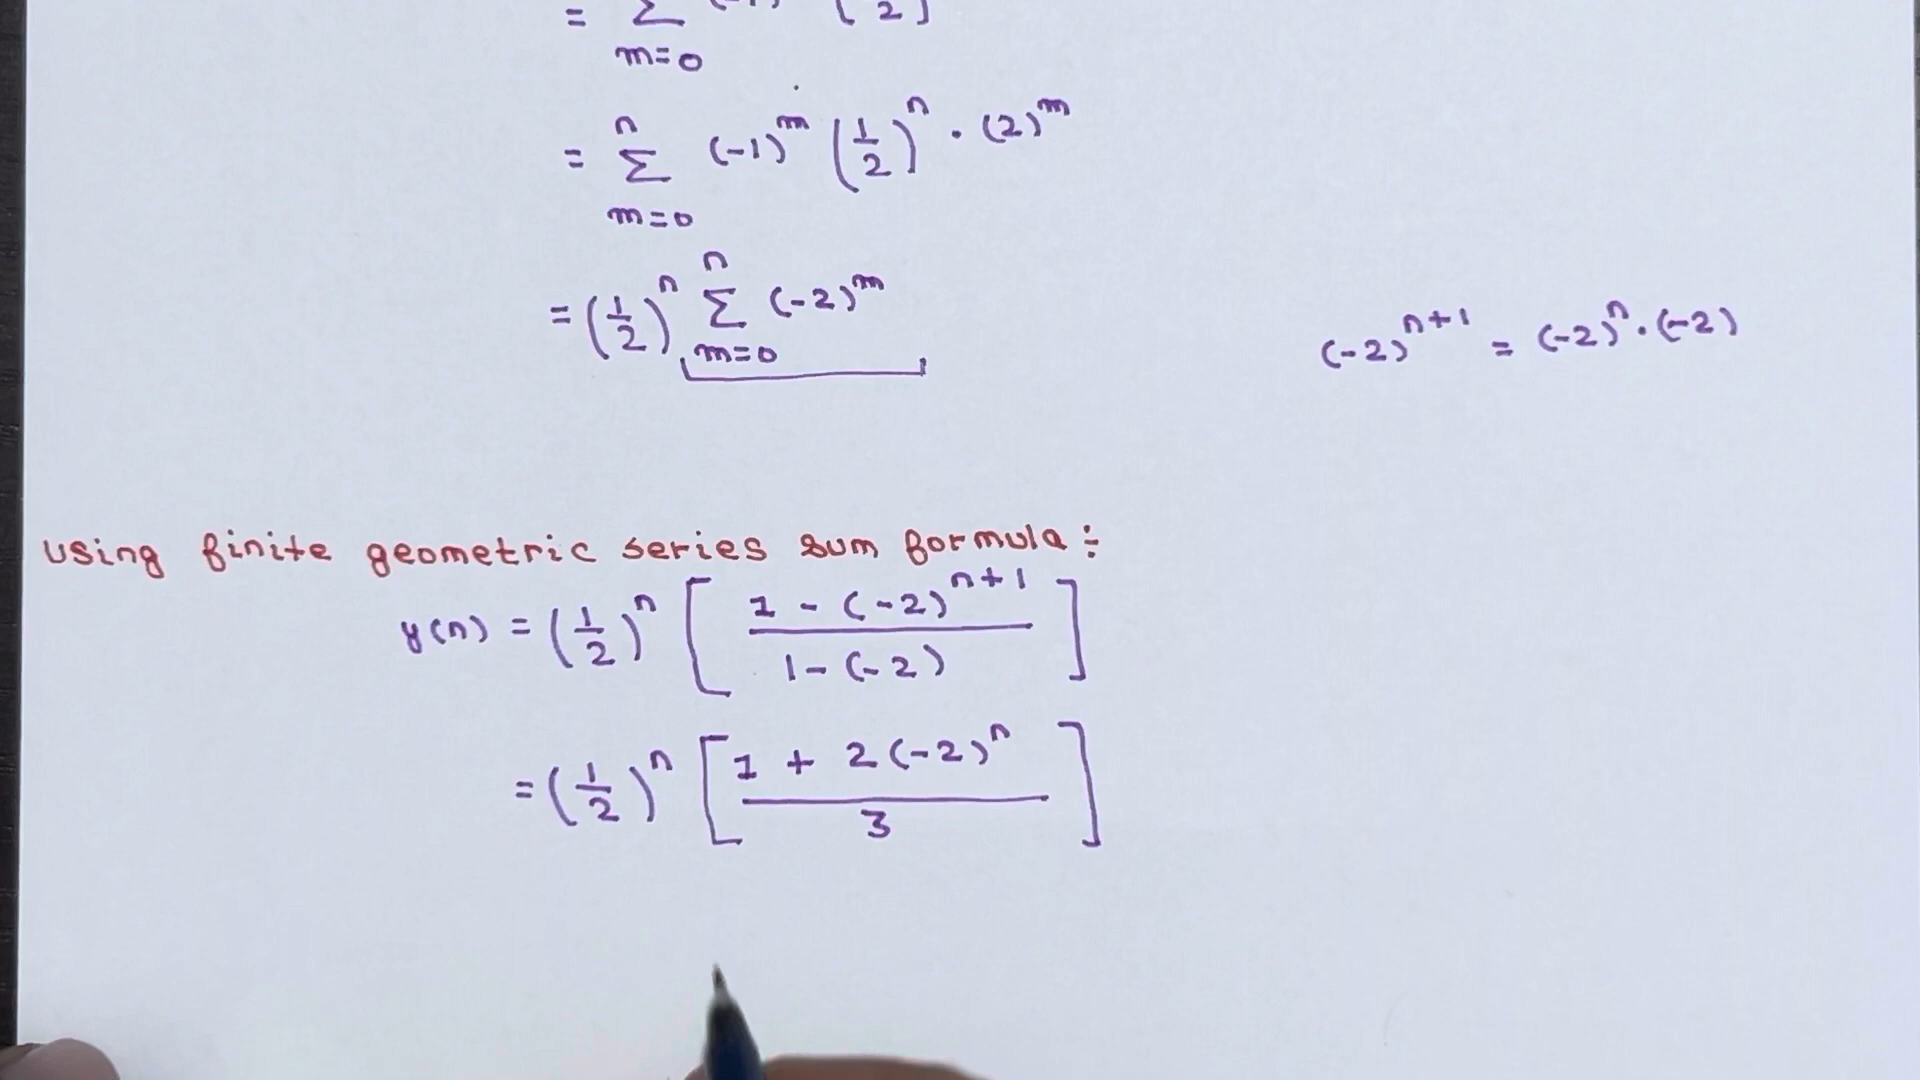 = Σ
m=0
= n Σ m=0 (-1)^m (1/2)^n . (2)^m
= (1/2)^n n Σ m=0 (-2)^m
(-2)^n+1 = (-2)^n . (-2)
using finite geometric series sum formula :
y(n) = (1/2)^n [ 1 - (-2)^n+1 / 1 - (-2) ]
= (1/2)^n [ 1 + 2(-2)^n / 3 ]